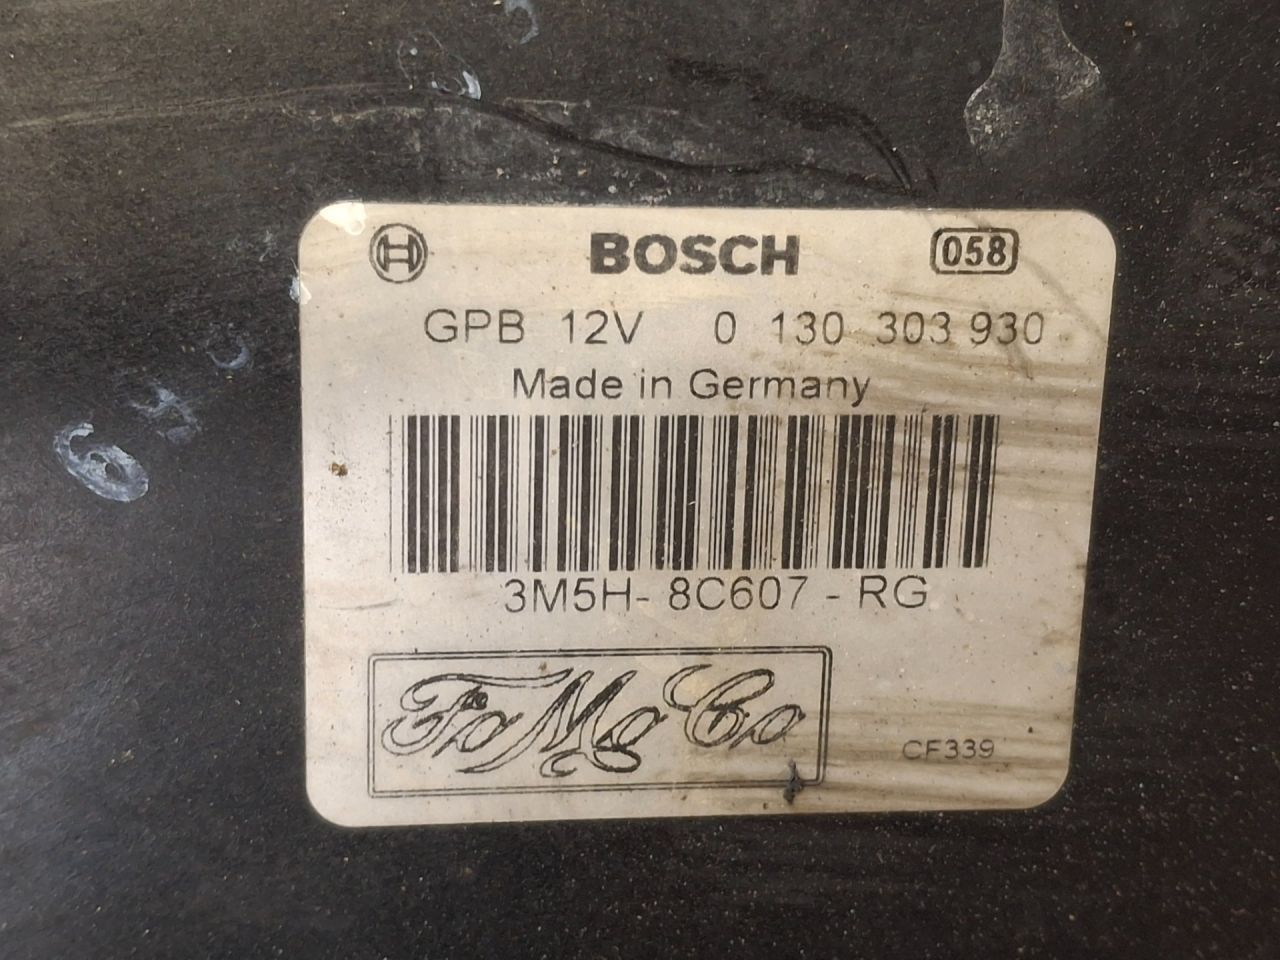 BOSCH 058
GPB 12V 0 130 303 930
Made in Germany
3M5H- 8C607 - RG
FoMoCo
CF339